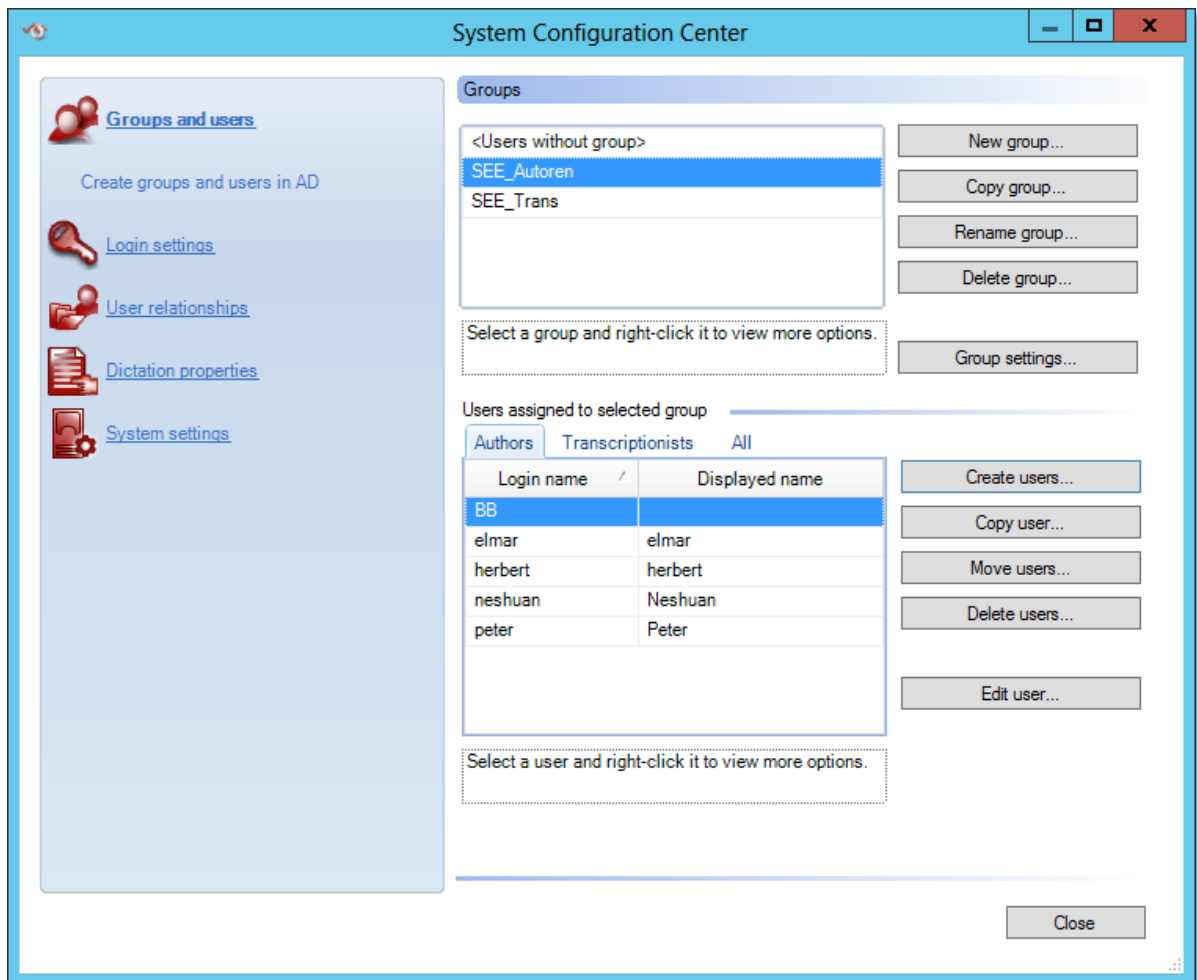 System Configuration Center
Groups and users
Create groups and users in AD
Login settings
User relationships
Dictation properties
System settings
Groups
<Users without group>
SEE_Autoren
SEE_Trans
New group...
Copy group...
Rename group...
Delete group...
Select a group and right-click it to view more options.
Group settings...
Users assigned to selected group
Authors Transcriptionists All
Login name Displayed name
BB
elmar elmar
herbert herbert
neshuan Neshuan
peter Peter
Create users...
Copy user...
Move users...
Delete users...
Edit user...
Select a user and right-click it to view more options.
Close